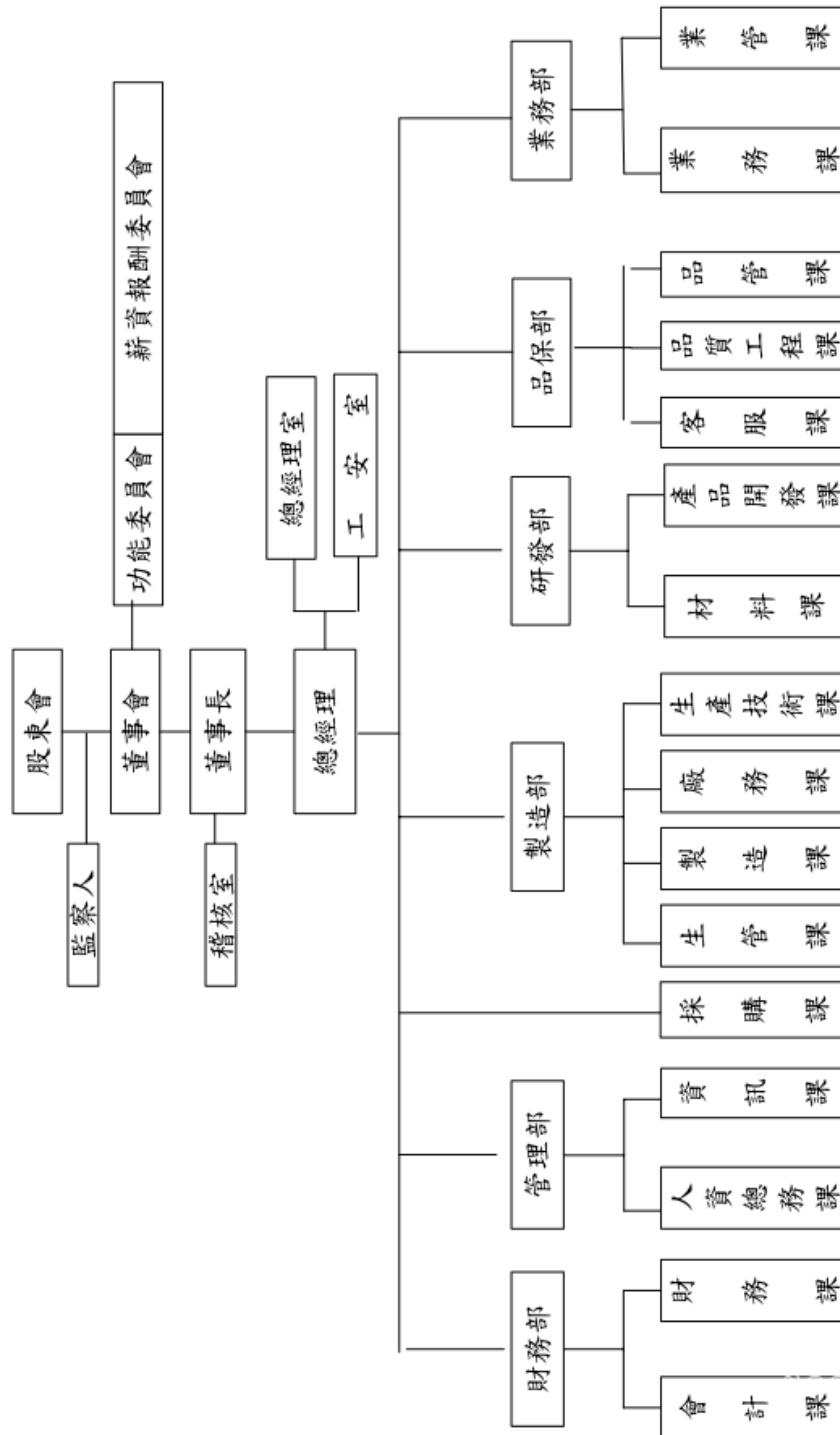 股東會
監察人
董事會
功能委員會
薪資報酬委員會
董事長
稽核室
總經理
總經理室
工安室
財務部
管理部
製造部
研發部
品保部
業務部
會計課
財務課
人資總務課
資訊課
採購課
生管課
製造課
廠務課
生產技術課
材料課
產品開發課
客服課
品質工程課
品管課
業務課
業管課